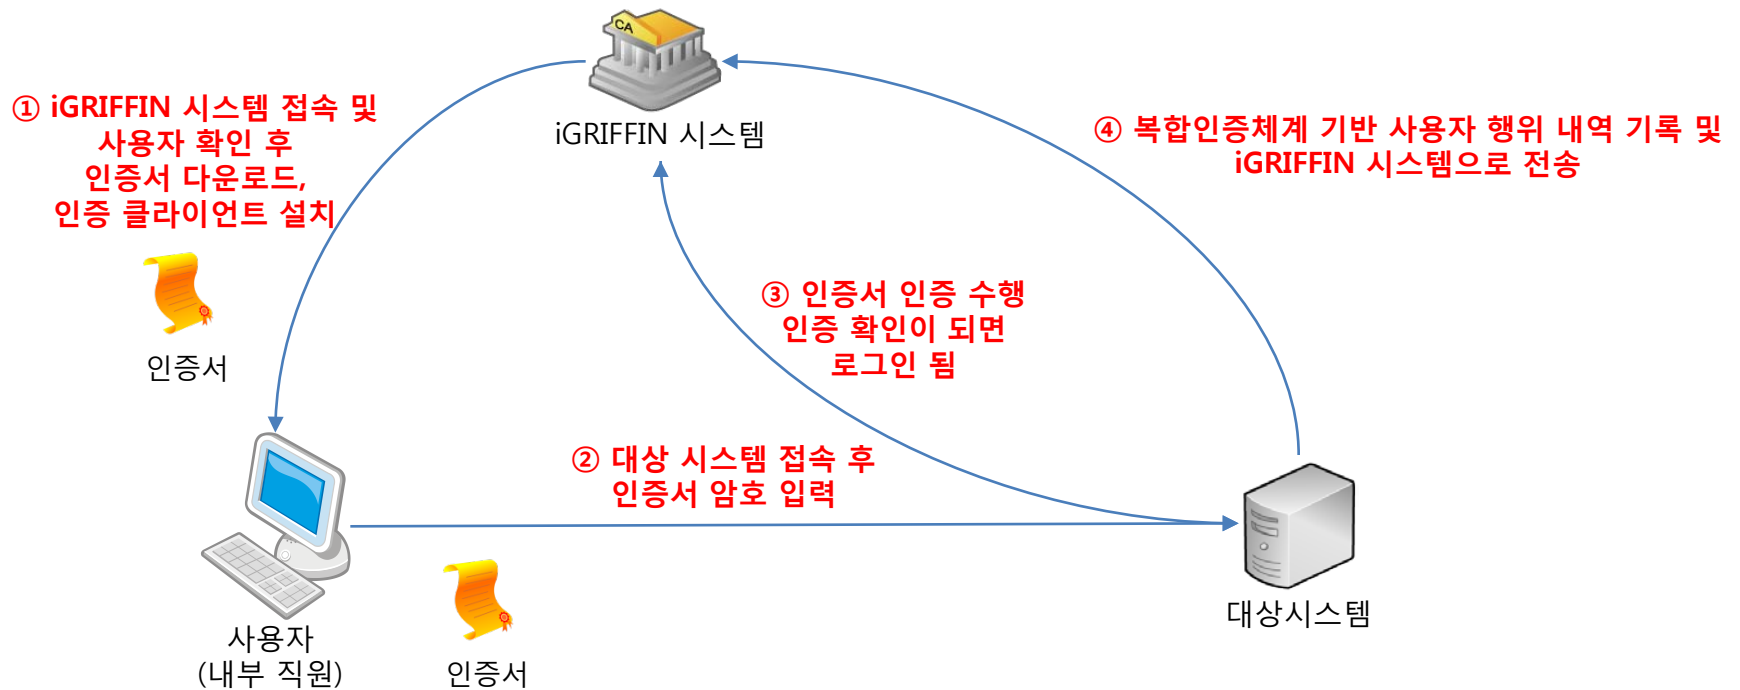 CA
iGRIFFIN 시스템
① iGRIFFIN 시스템 접속 및
사용자 확인 후
인증서 다운로드,
인증 클라이언트 설치
④ 복합인증체계 기반 사용자 행위 내역 기록 및
iGRIFFIN 시스템으로 전송
③ 인증서 인증 수행
인증 확인이 되면
로그인 됨
인증서
② 대상 시스템 접속 후
인증서 암호 입력
대상시스템
사용자
(내부 직원)
인증서